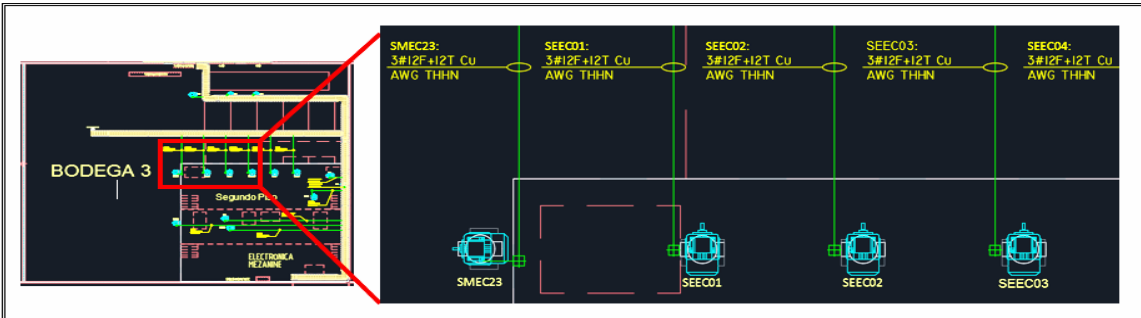 BODEGA 3
Segundo Piso
ELECTRONICA
MEZANINE
SMEC23:
3#12F+12T Cu
AWG THHN
SEEC01:
3#12F+12T Cu
AWG THHN
SEEC02:
3#12F+12T Cu
AWG THHN
SEEC03:
3#12F+12T Cu
AWG THHN
SEEC04:
3#12F+12T Cu
AWG THHN
SMEC23
SEEC01
SEEC02
SEEC03